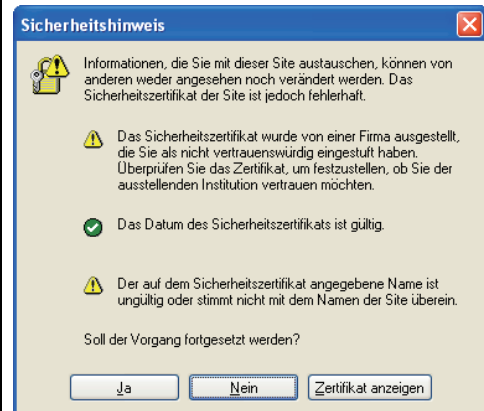 Sicherheitshinweis
Informationen, die Sie mit dieser Site austauschen, können von
anderen weder angesehen noch verändert werden. Das
Sicherheitszertifikat der Site ist jedoch fehlerhaft.
Das Sicherheitszertifikat wurde von einer Firma ausgestellt,
die Sie als nicht vertrauenswürdig eingestuft haben.
Überprüfen Sie das Zertifikat, um festzustellen, ob Sie der
ausstellenden Institution vertrauen möchten.
Das Datum des Sicherheitszertifikats ist gültig.
Der auf dem Sicherheitszertifikat angegebene Name ist
ungültig oder stimmt nicht mit dem Namen der Site überein.
Soll der Vorgang fortgesetzt werden?
Ja Nein Zertifikat anzeigen